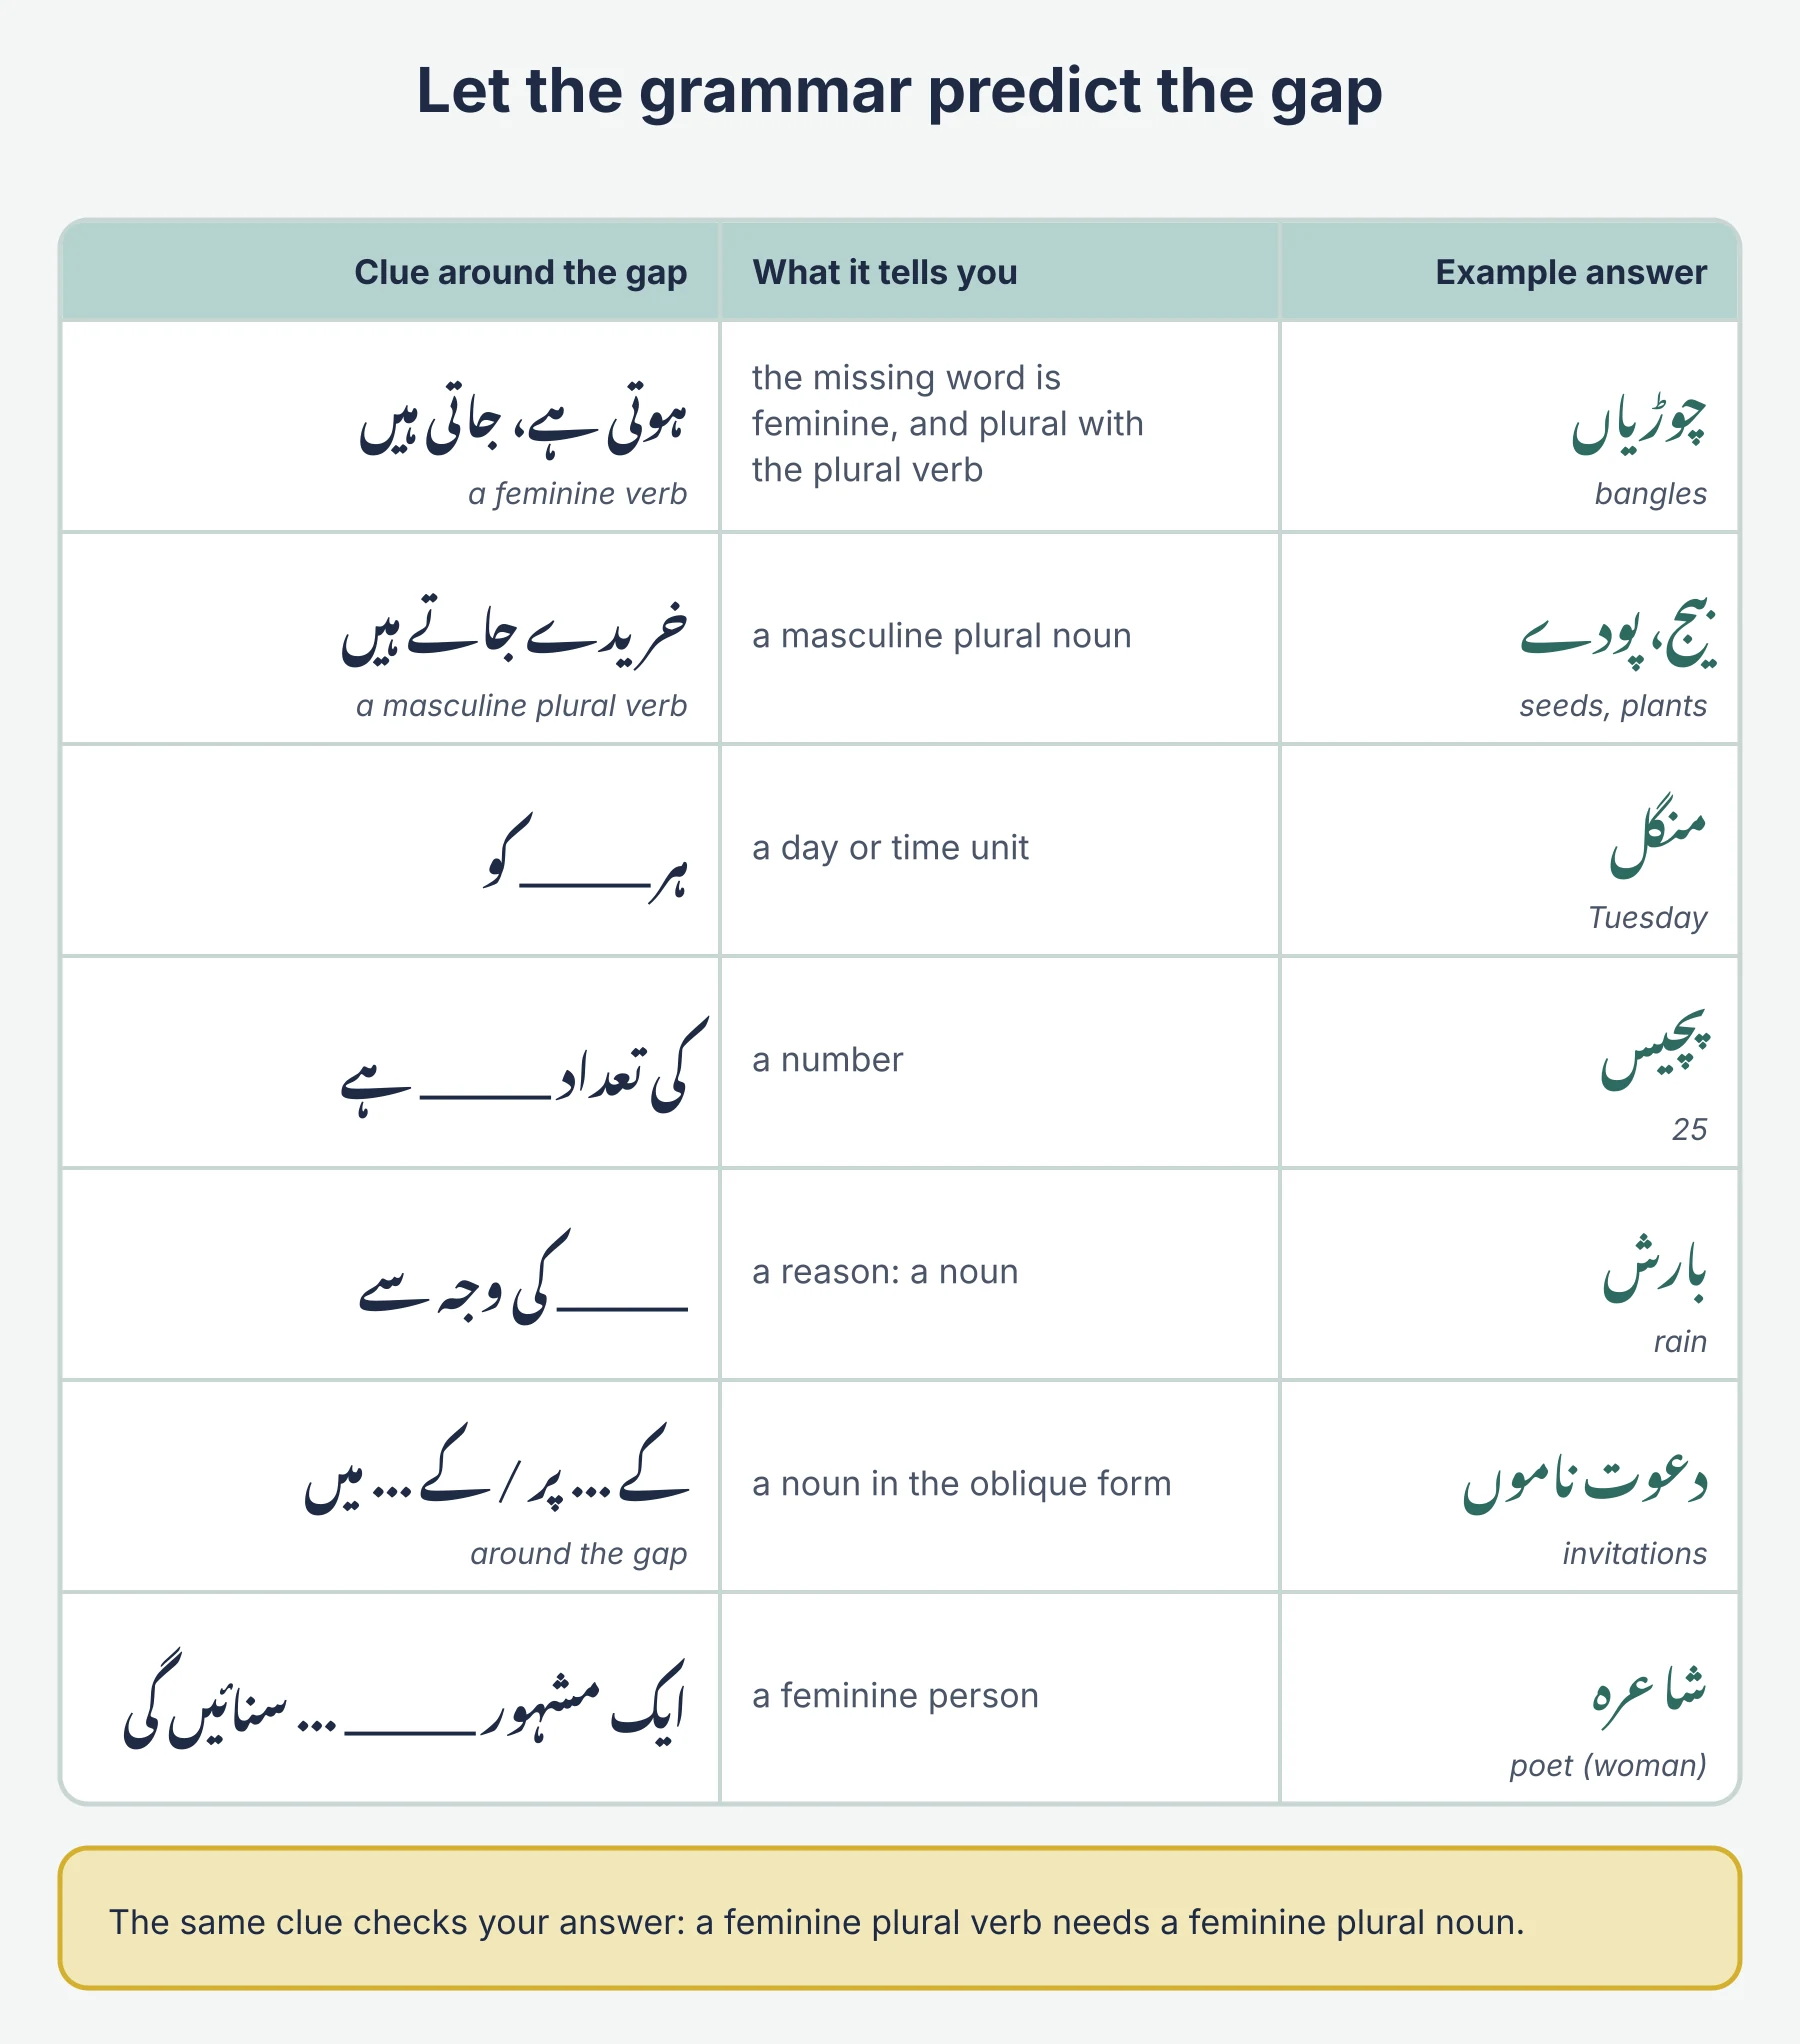 Let the grammar predict the gap
Clue around the gap
What it tells you
Example answer
ہوتی ہے، جاتی ہیں
a feminine verb
the missing word is
feminine, and plural with
the plural verb
چوڑیاں
bangles
خریدے جاتے ہیں
a masculine plural verb
a masculine plural noun
بیج، پودے
seeds, plants
ہر ______ کو
a day or time unit
منگل
Tuesday
کی تعداد ______ ہے
a number
پچیس
25
______ کی وجہ سے
a reason: a noun
بارش
rain
کے ... پر / کے ... میں
around the gap
a noun in the oblique form
دعوت ناموں
invitations
ایک مشہور ______ ... سنائیں گی
a feminine person
شاعرہ
poet (woman)
The same clue checks your answer: a feminine plural verb needs a feminine plural noun.